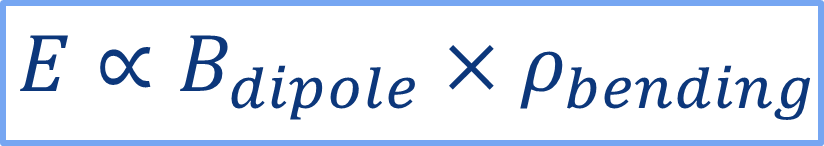 E ∝ B_dipole × ρ_bending